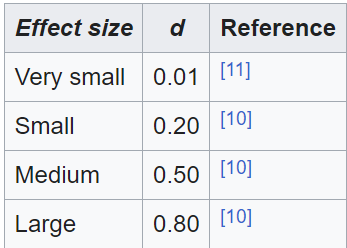 Effect size d Reference
Very small 0.01 [11]
Small 0.20 [10]
Medium 0.50 [10]
Large 0.80 [10]